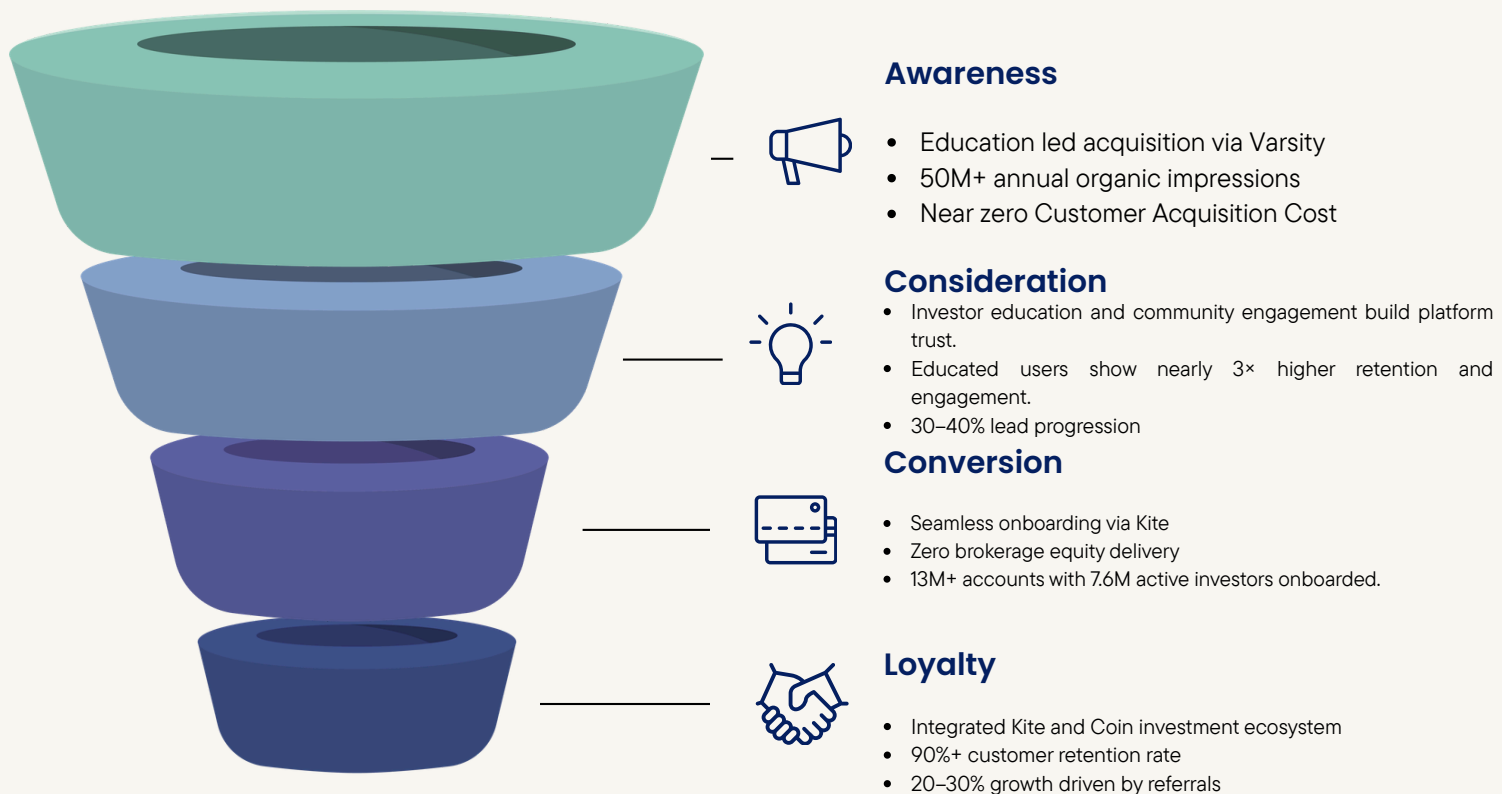 Awareness
• Education led acquisition via Varsity
• 50M+ annual organic impressions
• Near zero Customer Acquisition Cost
Consideration
• Investor education and community engagement build platform
trust.
• Educated users show nearly 3× higher retention and
engagement.
• 30–40% lead progression
Conversion
• Seamless onboarding via Kite
• Zero brokerage equity delivery
• 13M+ accounts with 7.6M active investors onboarded.
Loyalty
• Integrated Kite and Coin investment ecosystem
• 90%+ customer retention rate
• 20–30% growth driven by referrals